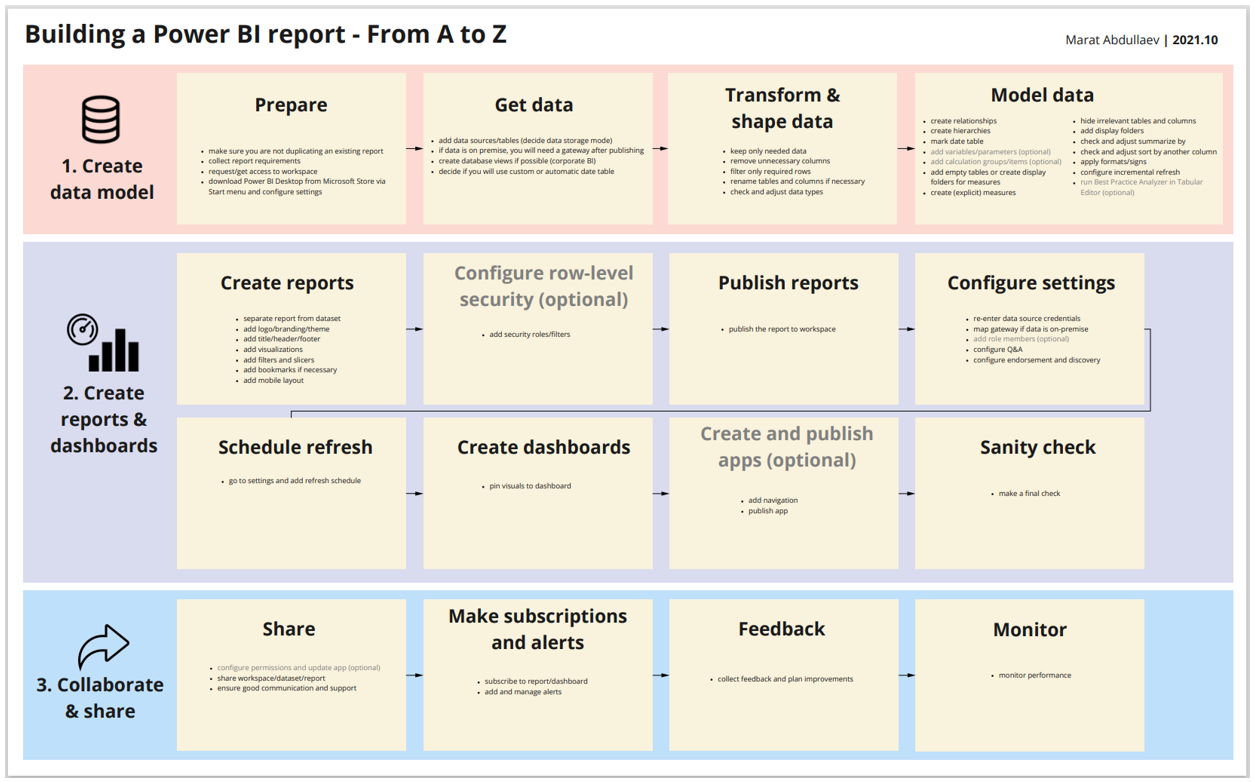 Building a Power BI report - From A to Z
Marat Abdullaev | 2021.10
1. Create
data model
Prepare
• make sure you are not duplicating an existing report
• collect report requirements
• request/get access to workspace
• download Power BI Desktop from Microsoft Store via
Start menu and configure settings
Get data
• add data sources/tables (decide data storage mode)
• if data is on premise, you will need a gateway after publishing
• create database views if possible (corporate BI)
• decide if you will use custom or automatic date table
Transform &
shape data
• keep only needed data
• remove unnecessary columns
• filter only required rows
• rename tables and columns if necessary
• check and adjust data types
Model data
• create relationships
• create hierarchies
• mark date table
• add variables/parameters (optional)
• add calculation groups/items (optional)
• add empty tables or create display
folders for measures
• create (explicit) measures
• hide irrelevant tables and columns
• add display folders
• check and adjust summarize by
• check and adjust sort by another column
• apply formats/signs
• configure incremental refresh
• run Best Practice Analyzer in Tabular
Editor (optional)
2. Create
reports &
dashboards
Create reports
• separate report from dataset
• add logo/branding/theme
• add title/header/footer
• add visualizations
• add filters and slicers
• add bookmarks if necessary
• add mobile layout
Configure row-level
security (optional)
• add security roles/filters
Publish reports
• publish the report to workspace
Configure settings
• re-enter data source credentials
• map gateway if data is on-premise
• add role members (optional)
• configure Q&A
• configure endorsement and discovery
Schedule refresh
• go to settings and add refresh schedule
Create dashboards
• pin visuals to dashboard
Create and publish
apps (optional)
• add navigation
• publish app
Sanity check
• make a final check
3. Collaborate
& share
Share
• configure permissions and update app (optional)
• share workspace/dataset/report
• ensure good communication and support
Make subscriptions
and alerts
• subscribe to report/dashboard
• add and manage alerts
Feedback
• collect feedback and plan improvements
Monitor
• monitor performance